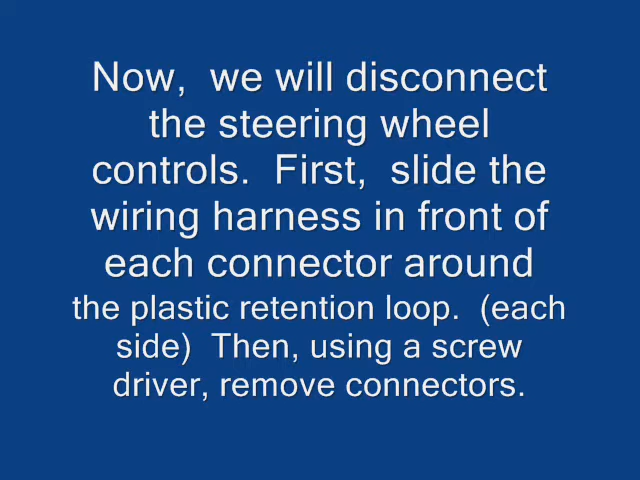 Now,  we will disconnect
the steering wheel
controls.  First,  slide the
wiring harness in front of
each connector around
the plastic retention loop.  (each
side)  Then, using a screw
driver, remove connectors.